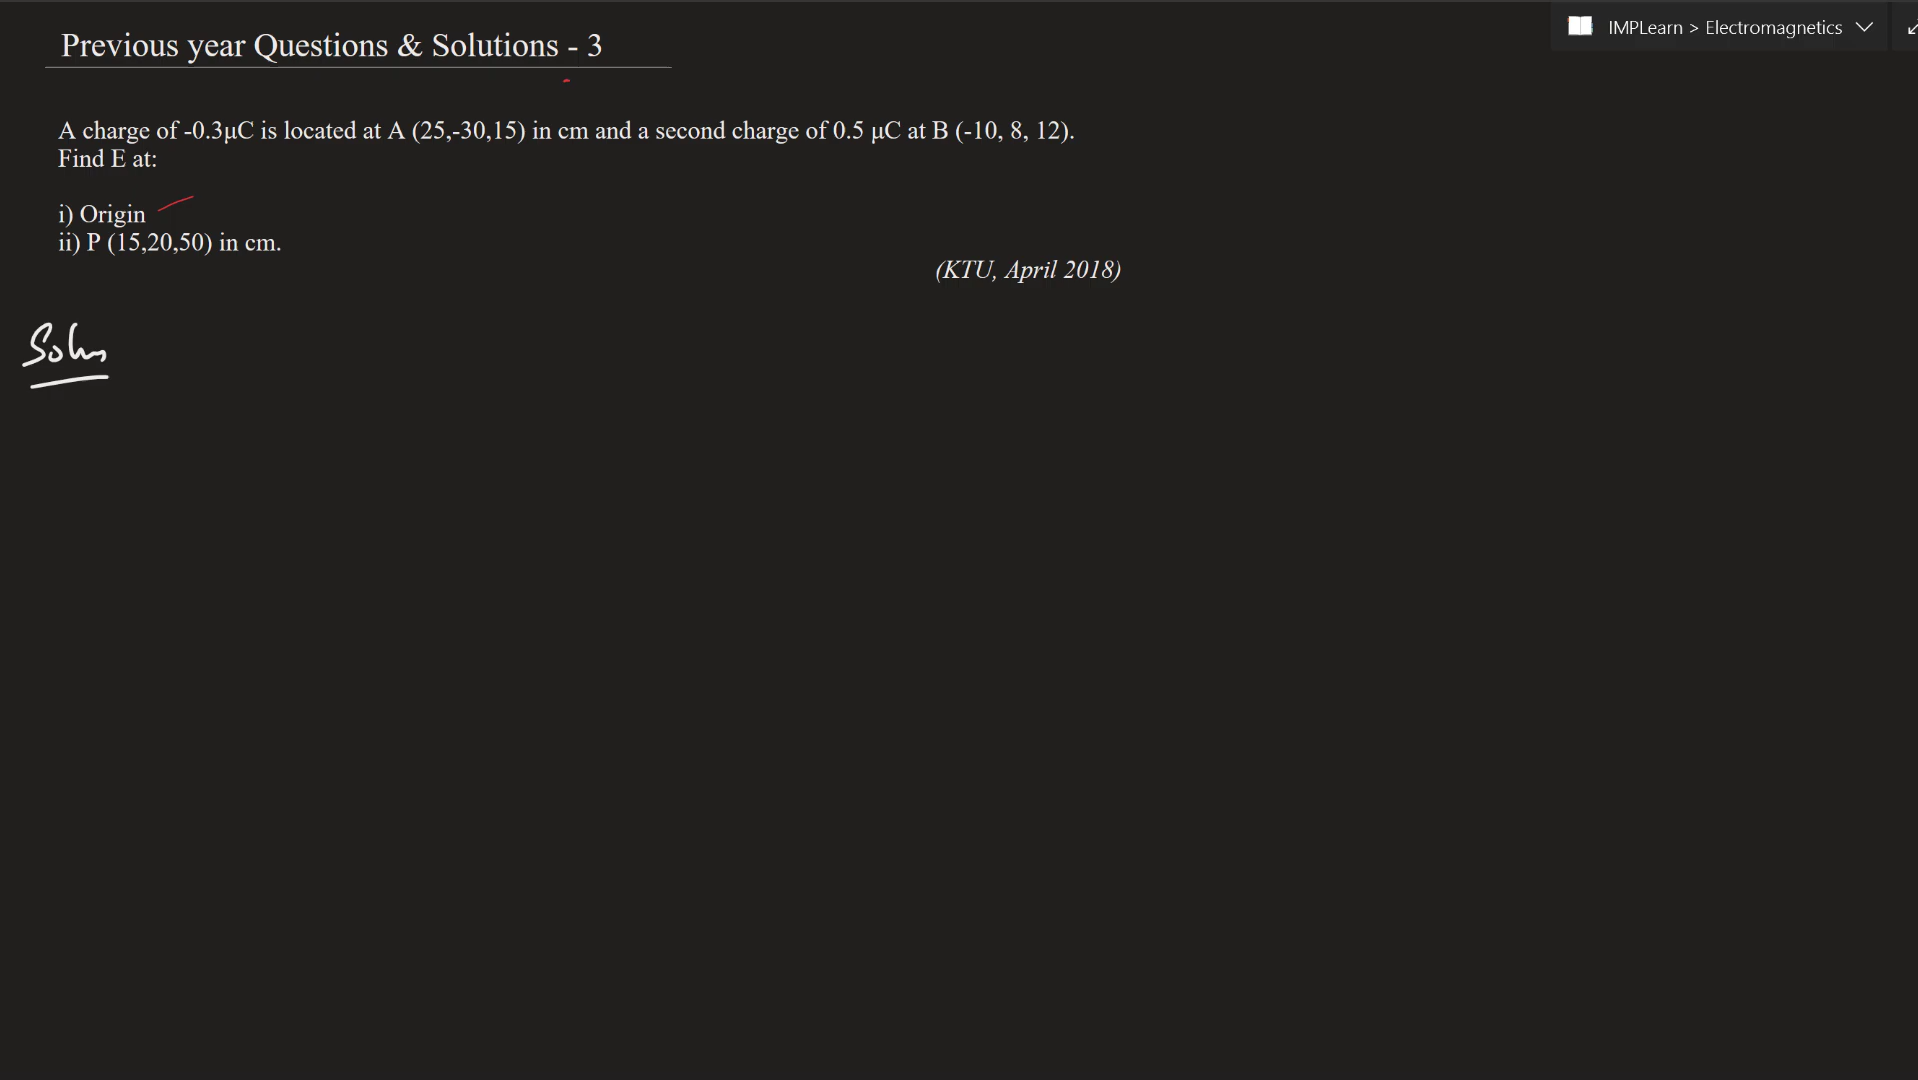 IMPLearn > Electromagnetics
Previous year Questions & Solutions - 3
A charge of -0.3μC is located at A (25,-30,15) in cm and a second charge of 0.5 μC at B (-10, 8, 12).
Find E at:
i) Origin
ii) P (15,20,50) in cm.
(KTU, April 2018)
Soln